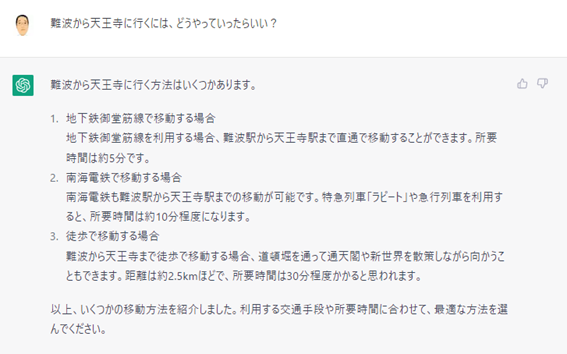 難波から天王寺に行くには、どうやっていったらいい？
難波から天王寺に行く方法はいくつかあります。
1. 地下鉄御堂筋線で移動する場合
地下鉄御堂筋線を利用する場合、難波駅から天王寺駅まで直通で移動することができます。所要
時間は約5分です。
2. 南海電鉄で移動する場合
南海電鉄も難波駅から天王寺駅までの移動が可能です。特急列車「ラピート」や急行列車を利用す
ると、所要時間は約10分程度になります。
3. 徒歩で移動する場合
難波から天王寺まで徒歩で移動する場合、道頓堀を通って通天閣や新世界を散策しながら向かうこ
ともできます。距離は約2.5kmほどで、所要時間は30分程度かかると思われます。
以上、いくつかの移動方法を紹介しました。利用する交通手段や所要時間に合わせて、最適な方法を選
んでください。